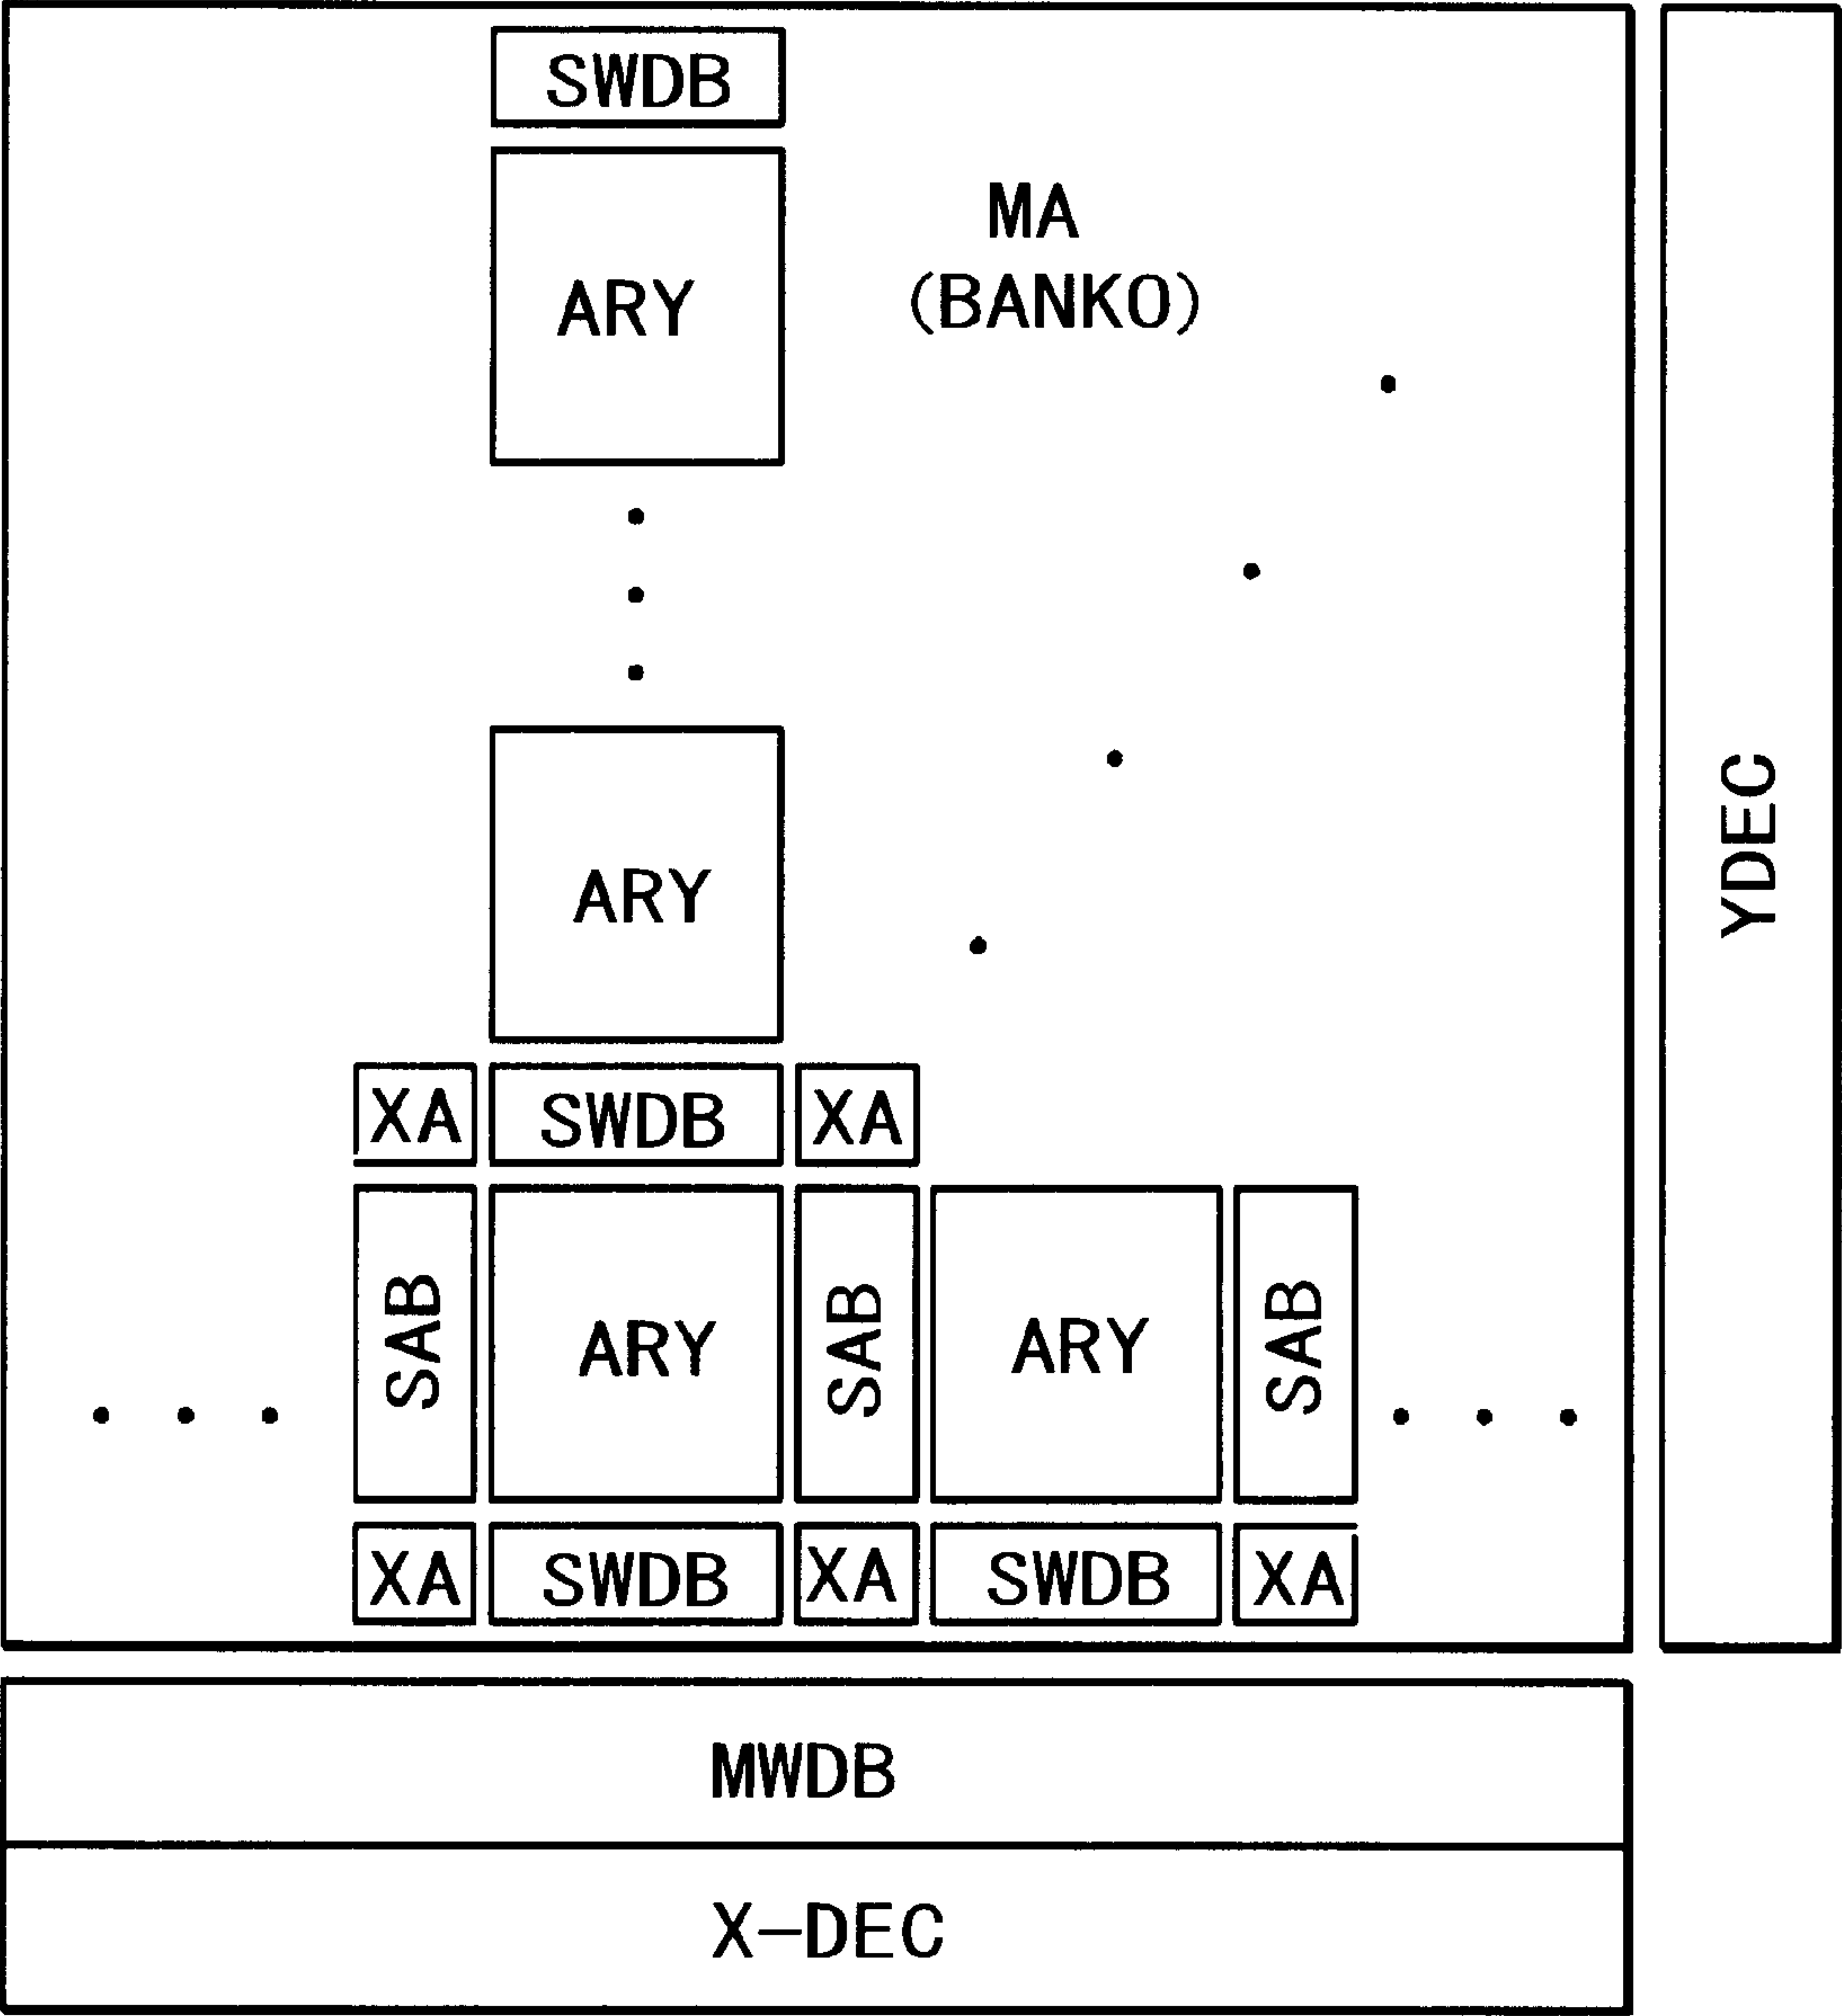 SWDB
MA
(BANK0)
ARY
ARY
YDEC
XA SWDB XA
SAB ARY SAB ARY SAB
XA SWDB XA SWDB XA
MWDB
X-DEC